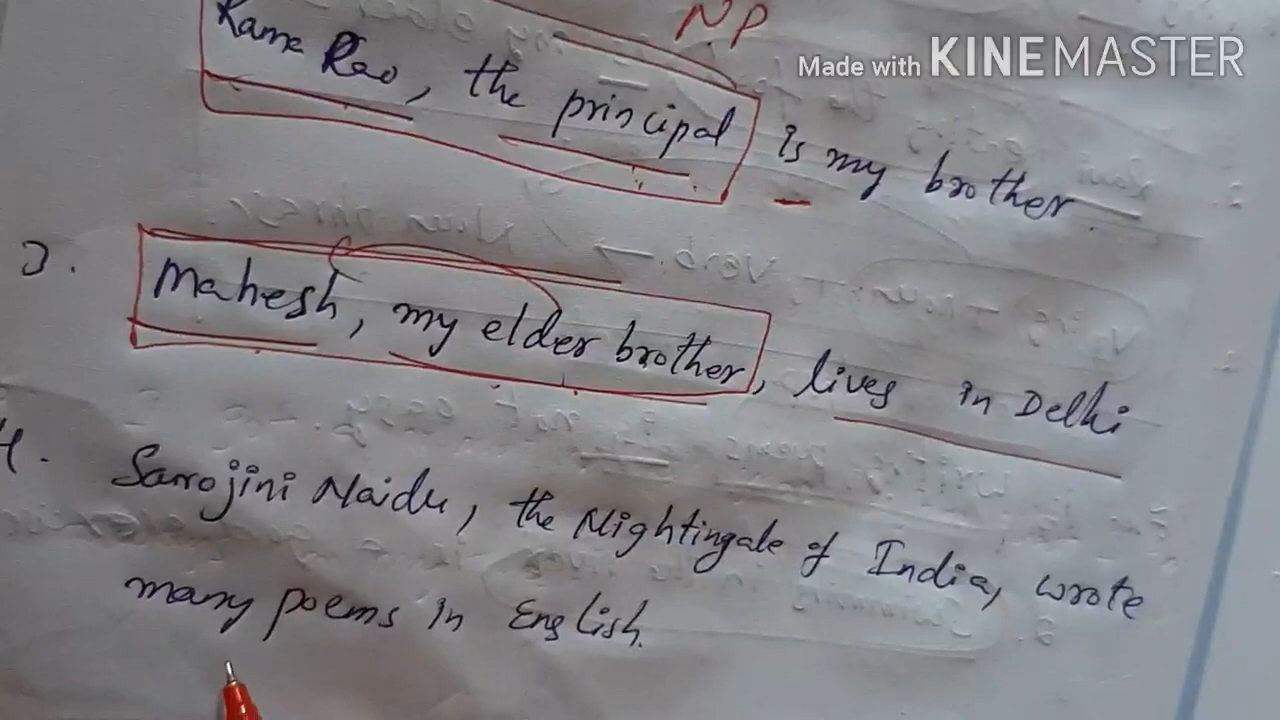 NP
Made with KINEMASTER
Rama Rao, the principal is my brother
3. Mahesh, my elder brother, lives in Delhi
4. Sarrojini Naidu, the Nightingale of India, wrote
many poems in English.